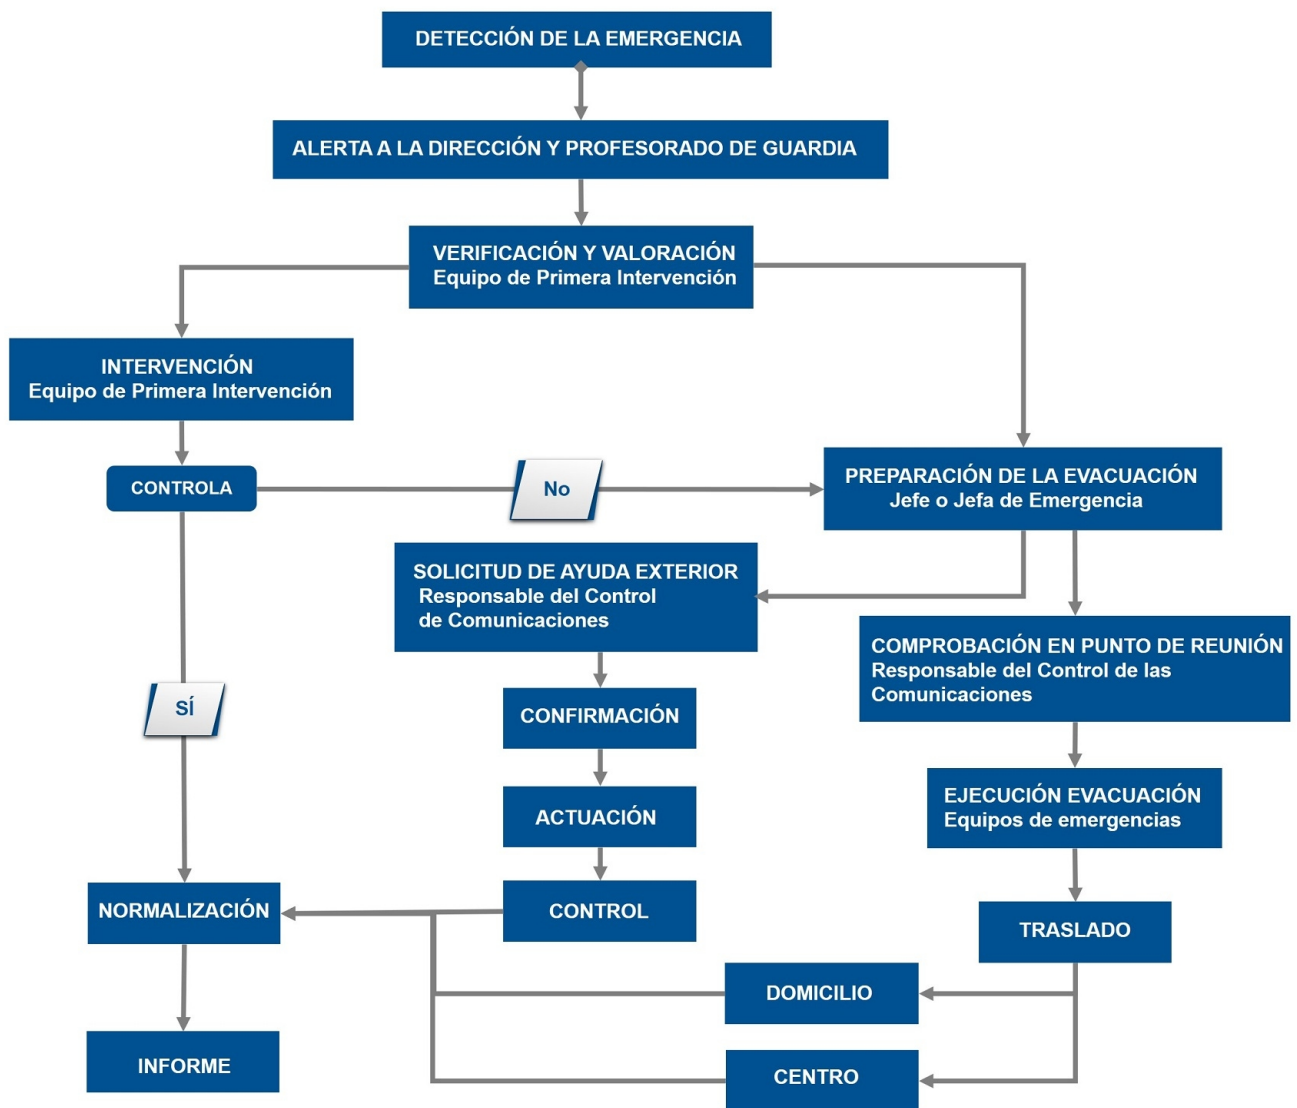 DETECCIÓN DE LA EMERGENCIA
ALERTA A LA DIRECCIÓN Y PROFESORADO DE GUARDIA
VERIFICACIÓN Y VALORACIÓN
Equipo de Primera Intervención
INTERVENCIÓN
Equipo de Primera Intervención
CONTROLA
No
PREPARACIÓN DE LA EVACUACIÓN
Jefe o Jefa de Emergencia
SOLICITUD DE AYUDA EXTERIOR
Responsable del Control
de Comunicaciones
COMPROBACIÓN EN PUNTO DE REUNIÓN
Responsable del Control de las
Comunicaciones
SÍ
CONFIRMACIÓN
EJECUCIÓN EVACUACIÓN
Equipos de emergencias
ACTUACIÓN
NORMALIZACIÓN
CONTROL
TRASLADO
DOMICILIO
INFORME
CENTRO